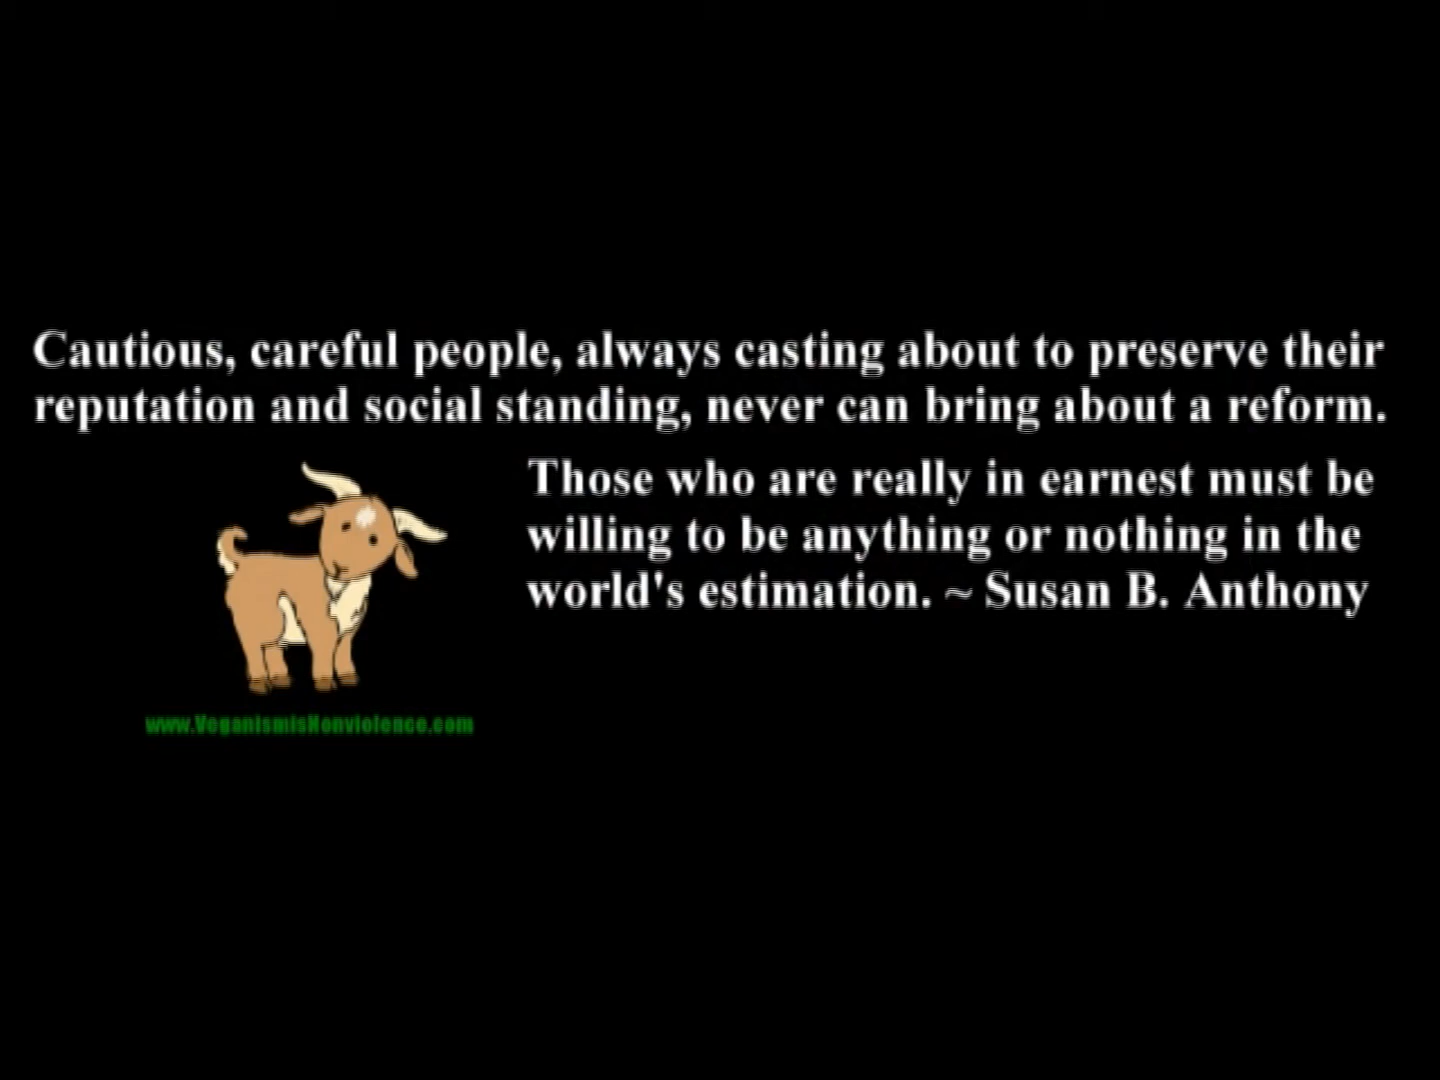 Cautious, careful people, always casting about to preserve their
reputation and social standing, never can bring about a reform.
Those who are really in earnest must be
willing to be anything or nothing in the
world's estimation. ~ Susan B. Anthony
www.VeganismisNonviolence.com